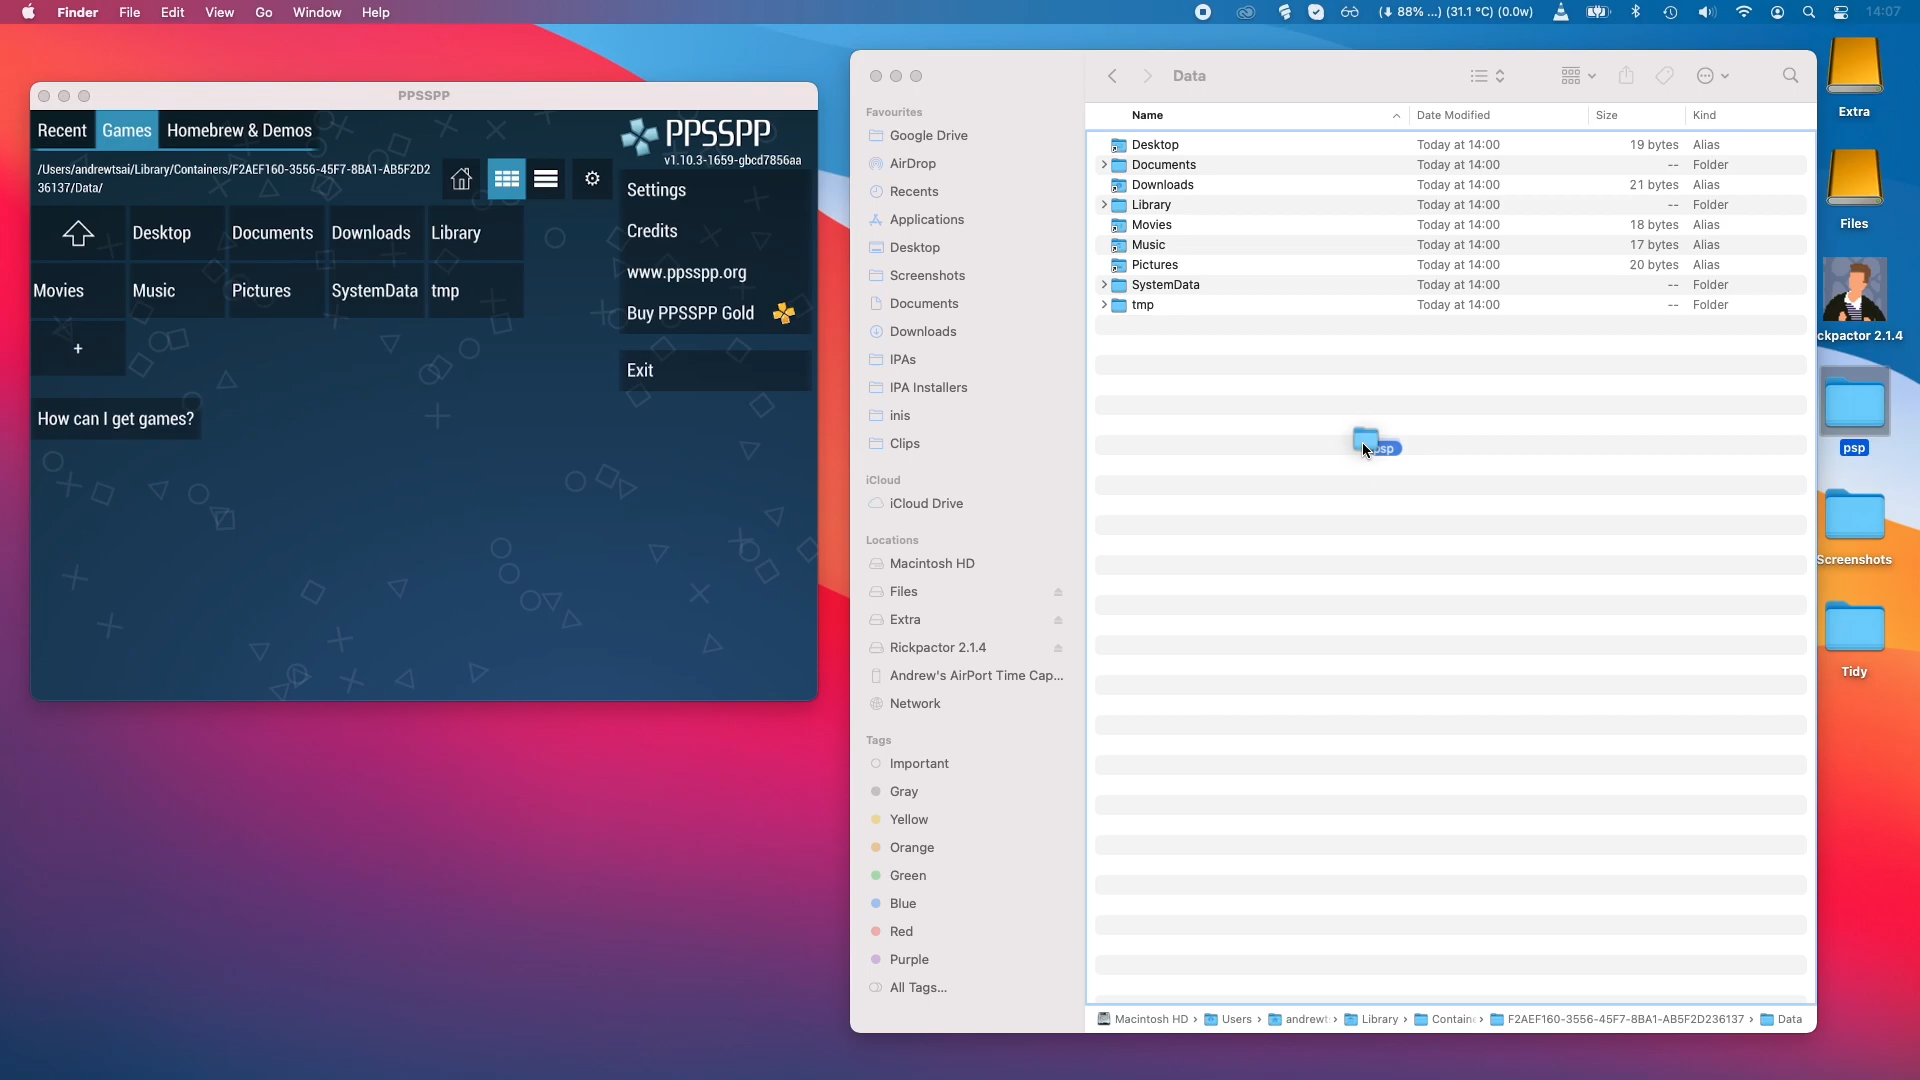 Finder File Edit View Go Window Help
(⬇ 88% ...) (31.1 °C) (0.0w)
14:07
PPSSPP
Recent Games Homebrew & Demos
/Users/andrewtsai/Library/Containers/F2AEF160-3556-45F7-8BA1-AB5F2D2
36137/Data/
Desktop Documents Downloads Library
Movies Music Pictures SystemData tmp
+
How can I get games?
PPSSPP
v1.10.3-1659-gbcd7856aa
Settings
Credits
www.ppsspp.org
Buy PPSSPP Gold
Exit
Favourites
Google Drive
AirDrop
Recents
Applications
Desktop
Screenshots
Documents
Downloads
IPAs
IPA Installers
inis
Clips
iCloud
iCloud Drive
Locations
Macintosh HD
Files
Extra
Rickpactor 2.1.4
Andrew's AirPort Time Cap...
Network
Tags
Important
Gray
Yellow
Orange
Green
Blue
Red
Purple
All Tags...
Data
Name Date Modified Size Kind
Desktop Today at 14:00 19 bytes Alias
Documents Today at 14:00 -- Folder
Downloads Today at 14:00 21 bytes Alias
Library Today at 14:00 -- Folder
Movies Today at 14:00 18 bytes Alias
Music Today at 14:00 17 bytes Alias
Pictures Today at 14:00 20 bytes Alias
SystemData Today at 14:00 -- Folder
tmp Today at 14:00 -- Folder
psp
Macintosh HD › Users › andrewt › Library › Contain › F2AEF160-3556-45F7-8BA1-AB5F2D236137 › Data
Extra
Files
ckpactor 2.1.4
psp
Screenshots
Tidy